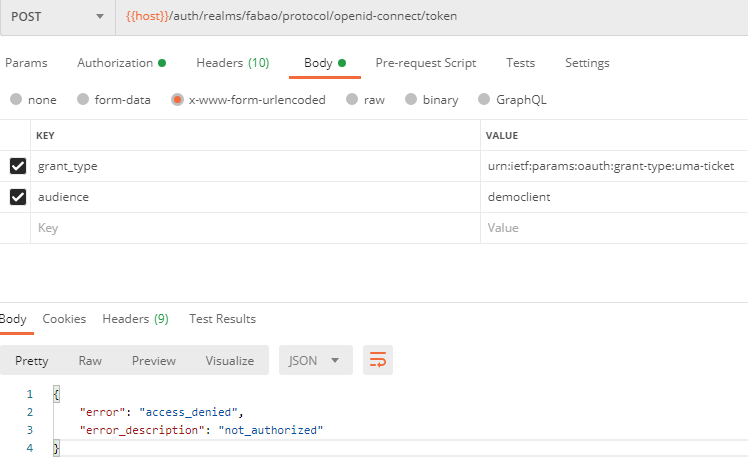 POST {{host}}/auth/realms/fabao/protocol/openid-connect/token
Params Authorization Headers (10) Body Pre-request Script Tests Settings
none form-data x-www-form-urlencoded raw binary GraphQL
KEY VALUE
grant_type urn:ietf:params:oauth:grant-type:uma-ticket
audience democlient
Key Value
Body Cookies Headers (9) Test Results
Pretty Raw Preview Visualize JSON
1 {
2 "error": "access_denied",
3 "error_description": "not_authorized"
4 }